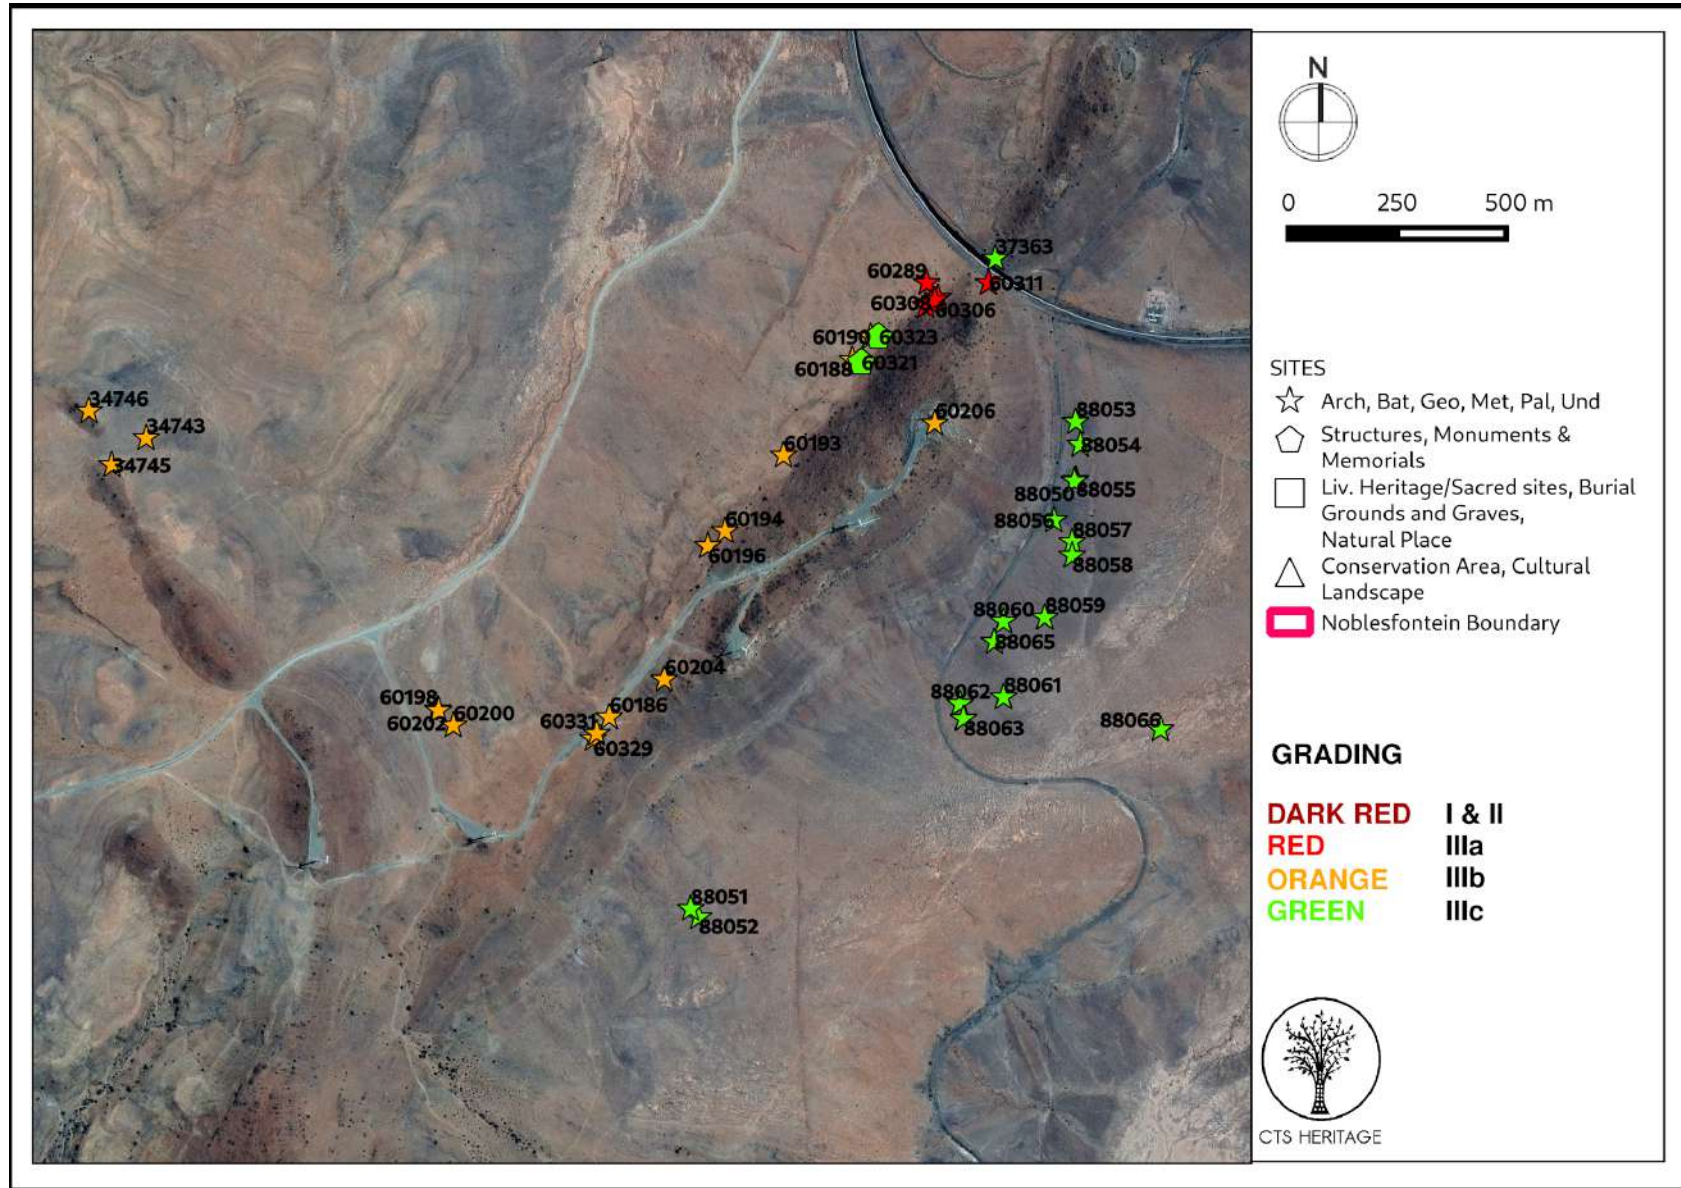 N
0 250 500 m
37363
60289
60311
60308
60306
60190
60323
60188
60321
34746
34743
34745
60206
60193
88053
88054
88055
88050
88056
88057
88058
60194
60196
88060
88059
88065
60204
60198
60200
60202
60186
60331
60329
88062
88061
88063
88066
88051
88052
SITES
Arch, Bat, Geo, Met, Pal, Und
Structures, Monuments &
Memorials
Liv. Heritage/Sacred sites, Burial
Grounds and Graves,
Natural Place
Conservation Area, Cultural
Landscape
Noblesfontein Boundary
GRADING
DARK RED I & II
RED IIIa
ORANGE IIIb
GREEN IIIc
CTS HERITAGE